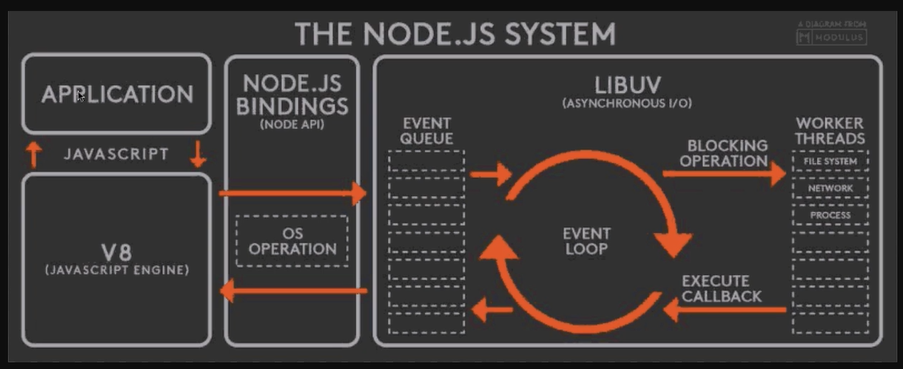 THE NODE.JS SYSTEM
A DIAGRAM FROM
MODULUS
APPLICATION
JAVASCRIPT
V8
(JAVASCRIPT ENGINE)
NODE.JS
BINDINGS
(NODE API)
OS
OPERATION
LIBUV
(ASYNCHRONOUS I/O)
EVENT
QUEUE
EVENT
LOOP
BLOCKING
OPERATION
EXECUTE
CALLBACK
WORKER
THREADS
FILE SYSTEM
NETWORK
PROCESS